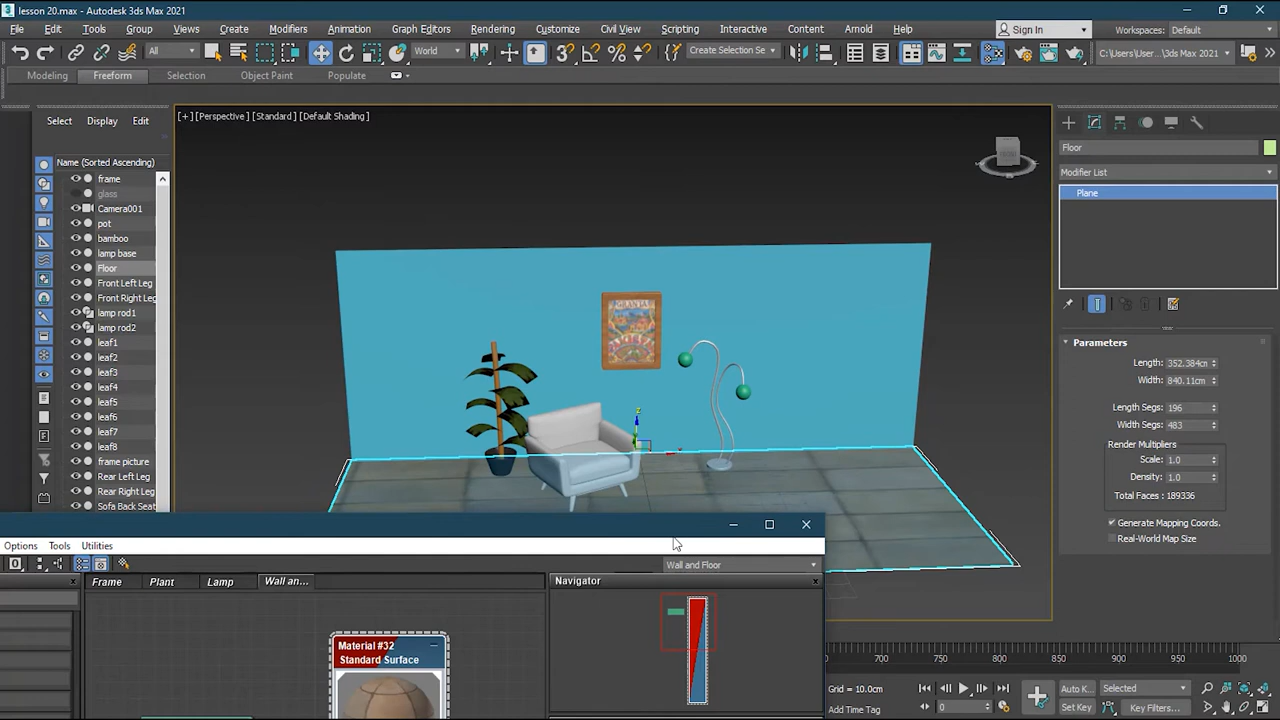 lesson 20.max - Autodesk 3ds Max 2021
File Edit Tools Group Views Create Modifiers Animation Graph Editors Rendering Customize Civil View Scripting Interactive Content Arnold Help Sign In Workspaces: Default
All World Create Selection Se C:\Users\User...\3ds Max 2021
Modeling Freeform Selection Object Paint Populate
Select Display Edit
[+] [Perspective] [Standard] [Default Shading]
Name (Sorted Ascending)
frame
glass
Camera001
pot
bamboo
lamp base
Floor
Front Left Leg
Front Right Leg
lamp rod1
lamp rod2
leaf1
leaf2
leaf3
leaf4
leaf5
leaf6
leaf7
leaf8
frame picture
Rear Left Leg
Rear Right Leg
Sofa Back Seat
Floor
Modifier List
Plane
Parameters
Length: 352.384cm
Width: 840.11cm
Length Segs: 196
Width Segs: 483
Render Multipliers
Scale: 1.0
Density: 1.0
Total Faces : 189336
Generate Mapping Coords.
Real-World Map Size
Options Tools Utilities
Wall and Floor
Frame Plant Lamp Wall an...
Navigator
Material #32
Standard Surface
700 750 800 850 900 950 1000
Grid = 10.0cm
Add Time Tag
0
Auto K... Selected
Set Key Key Filters...